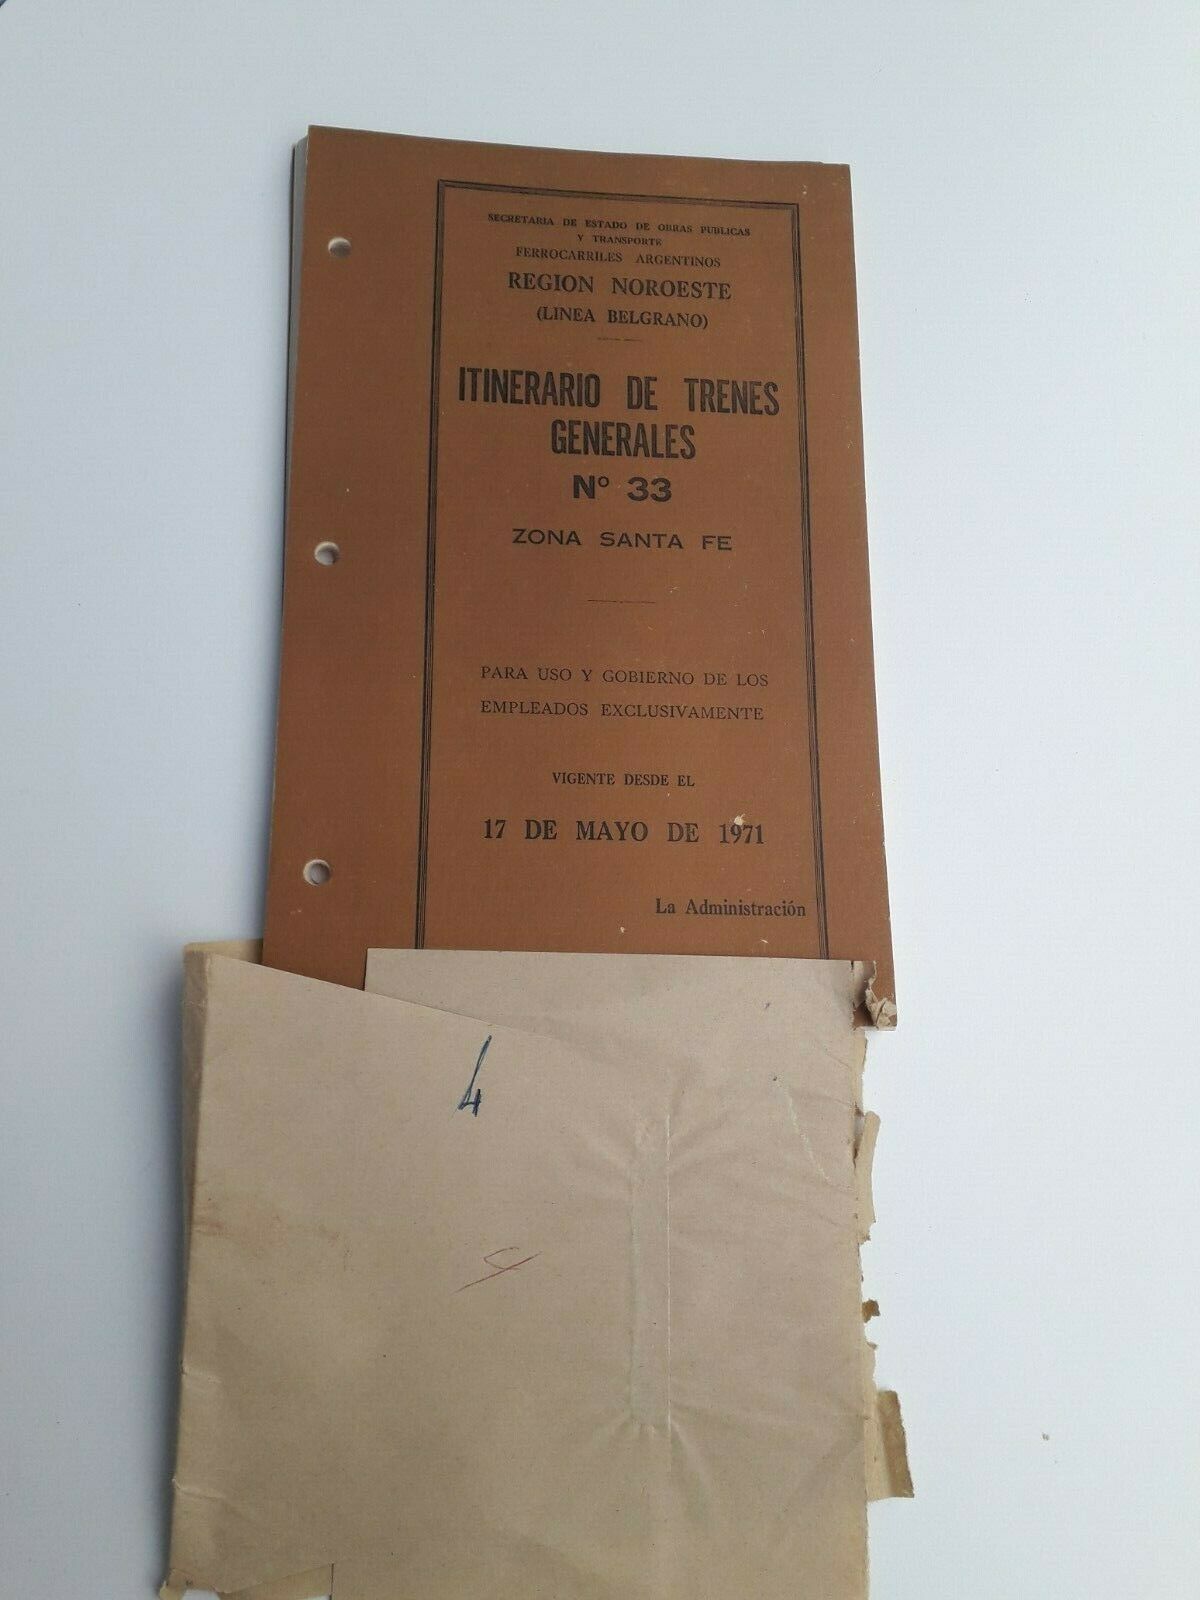 SECRETARIA DE ESTADO DE OBRAS PUBLICAS
Y TRANSPORTE
FERROCARRILES ARGENTINOS
REGION NOROESTE
(LINEA BELGRANO)
ITINERARIO DE TRENES
GENERALES
Nº 33
ZONA SANTA FE
PARA USO Y GOBIERNO DE LOS
EMPLEADOS EXCLUSIVAMENTE
VIGENTE DESDE EL
17 DE MAYO DE 1971
La Administración
4
4